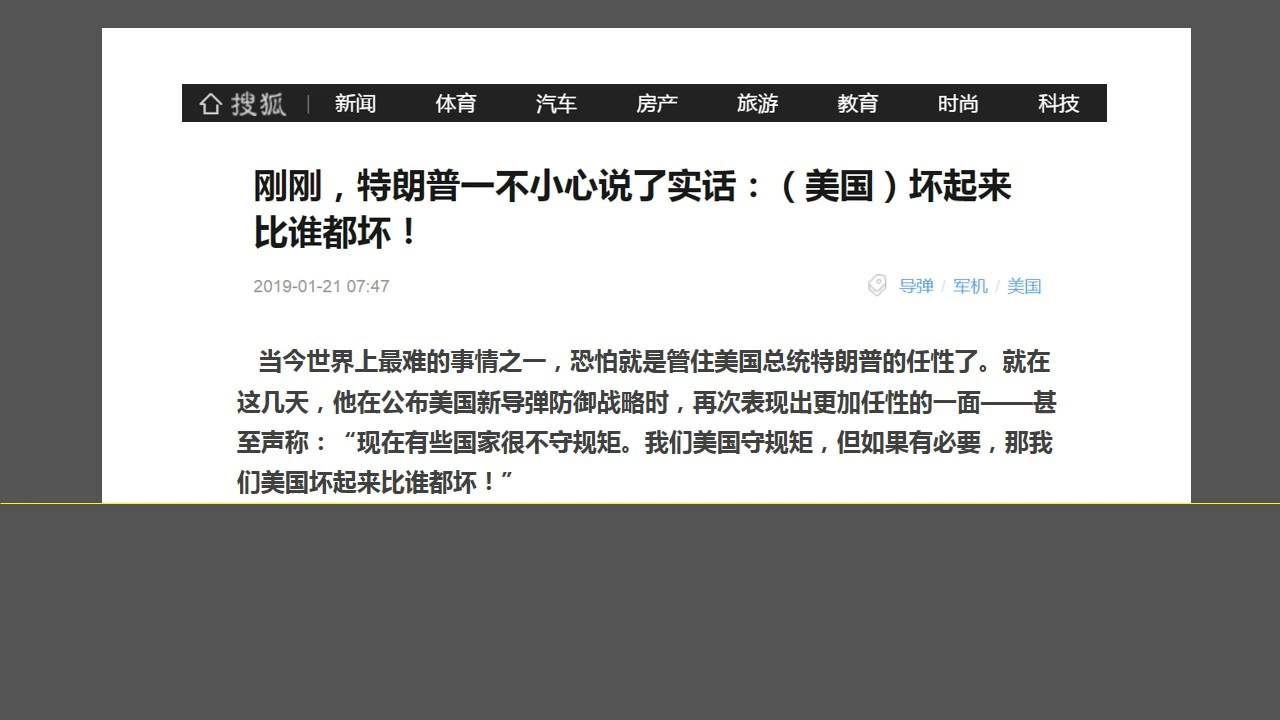 搜狐 | 新闻 体育 汽车 房产 旅游 教育 时尚 科技
刚刚，特朗普一不小心说了实话：（美国）坏起来
比谁都坏！
2019-01-21 07:47 导弹 / 军机 / 美国
当今世界上最难的事情之一，恐怕就是管住美国总统特朗普的任性了。就在
这几天，他在公布美国新导弹防御战略时，再次表现出更加任性的一面——甚
至声称：“现在有些国家很不守规矩。我们美国守规矩，但如果有必要，那我
们美国坏起来比谁都坏！”